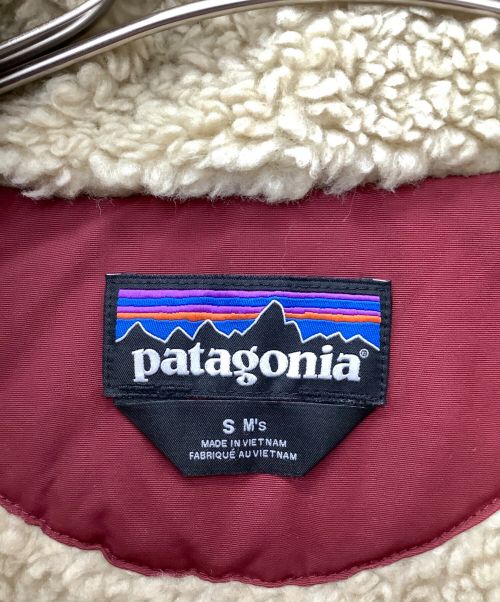 patagonia®
S M's
MADE IN VIETNAM
FABRIQUÉ AU VIETNAM